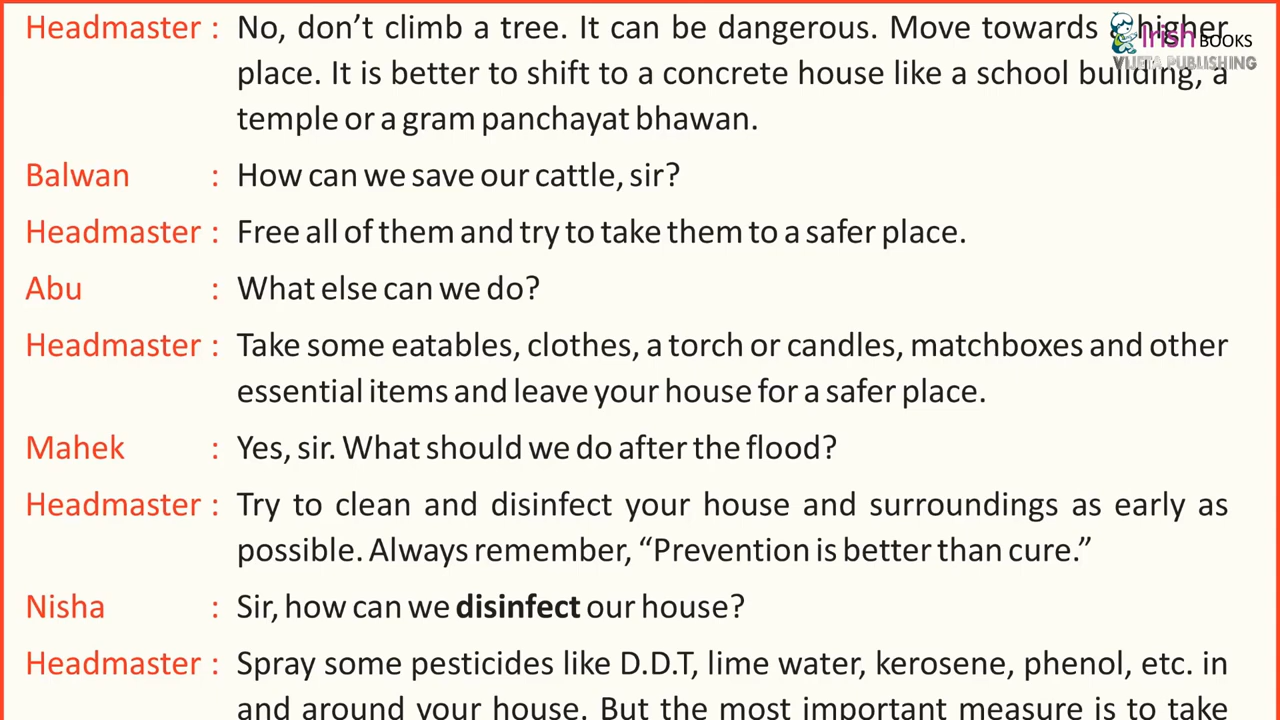 Headmaster : No, don't climb a tree. It can be dangerous. Move towards a higher
place. It is better to shift to a concrete house like a school building, a
temple or a gram panchayat bhawan.
Balwan : How can we save our cattle, sir?
Headmaster : Free all of them and try to take them to a safer place.
Abu : What else can we do?
Headmaster : Take some eatables, clothes, a torch or candles, matchboxes and other
essential items and leave your house for a safer place.
Mahek : Yes, sir. What should we do after the flood?
Headmaster : Try to clean and disinfect your house and surroundings as early as
possible. Always remember, “Prevention is better than cure.”
Nisha : Sir, how can we disinfect our house?
Headmaster : Spray some pesticides like D.D.T, lime water, kerosene, phenol, etc. in
and around your house. But the most important measure is to take
Irish BOOKS
PUBLISHING